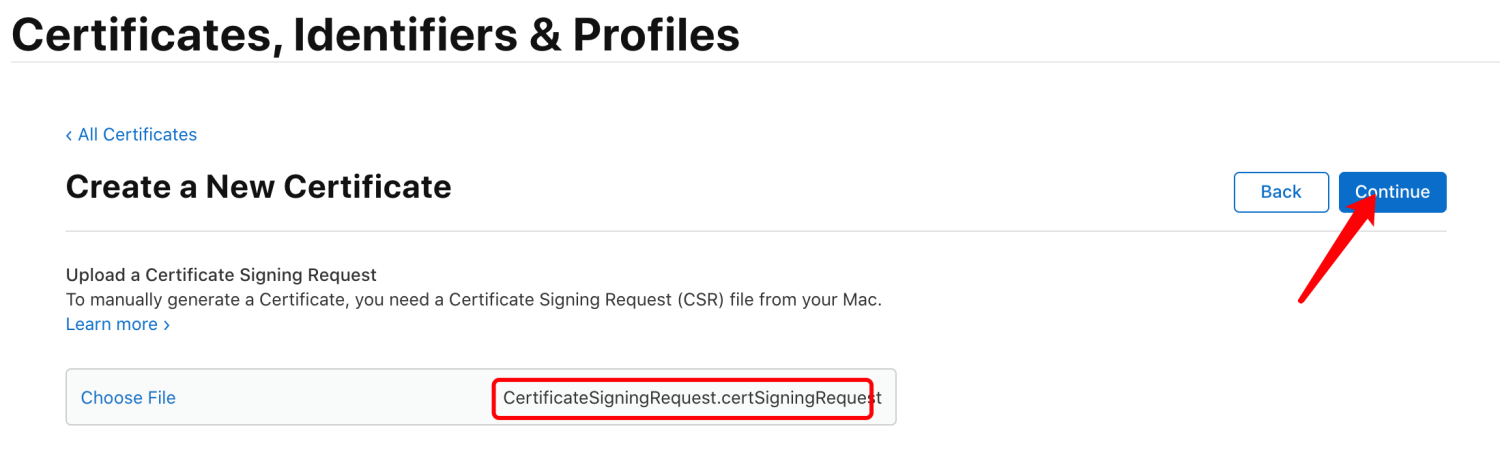 Certificates, Identifiers & Profiles
‹ All Certificates
Create a New Certificate
Back
Continue
Upload a Certificate Signing Request
To manually generate a Certificate, you need a Certificate Signing Request (CSR) file from your Mac.
Learn more ›
Choose File
CertificateSigningRequest.certSigningRequest